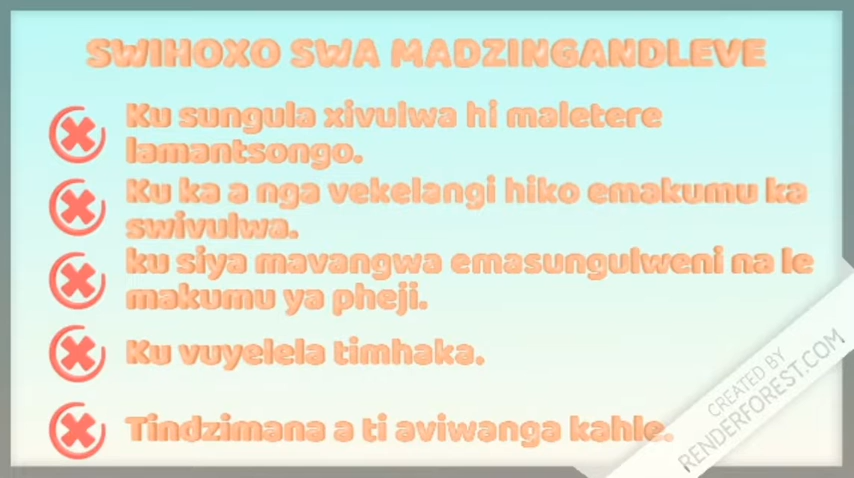 SWIHOXO SWA MADZINGANDLEVE
Ku sungula xivulwa hi maletere
lamantsongo.
Ku ka a nga vekelangi hiko emakumu ka
swivulwa.
ku siya mavangwa emasungulweni na le
makumu ya pheji.
Ku vuyelela timhaka.
Tindzimana a ti aviwanga kahle.
CREATED BY
RENDERFOREST.COM